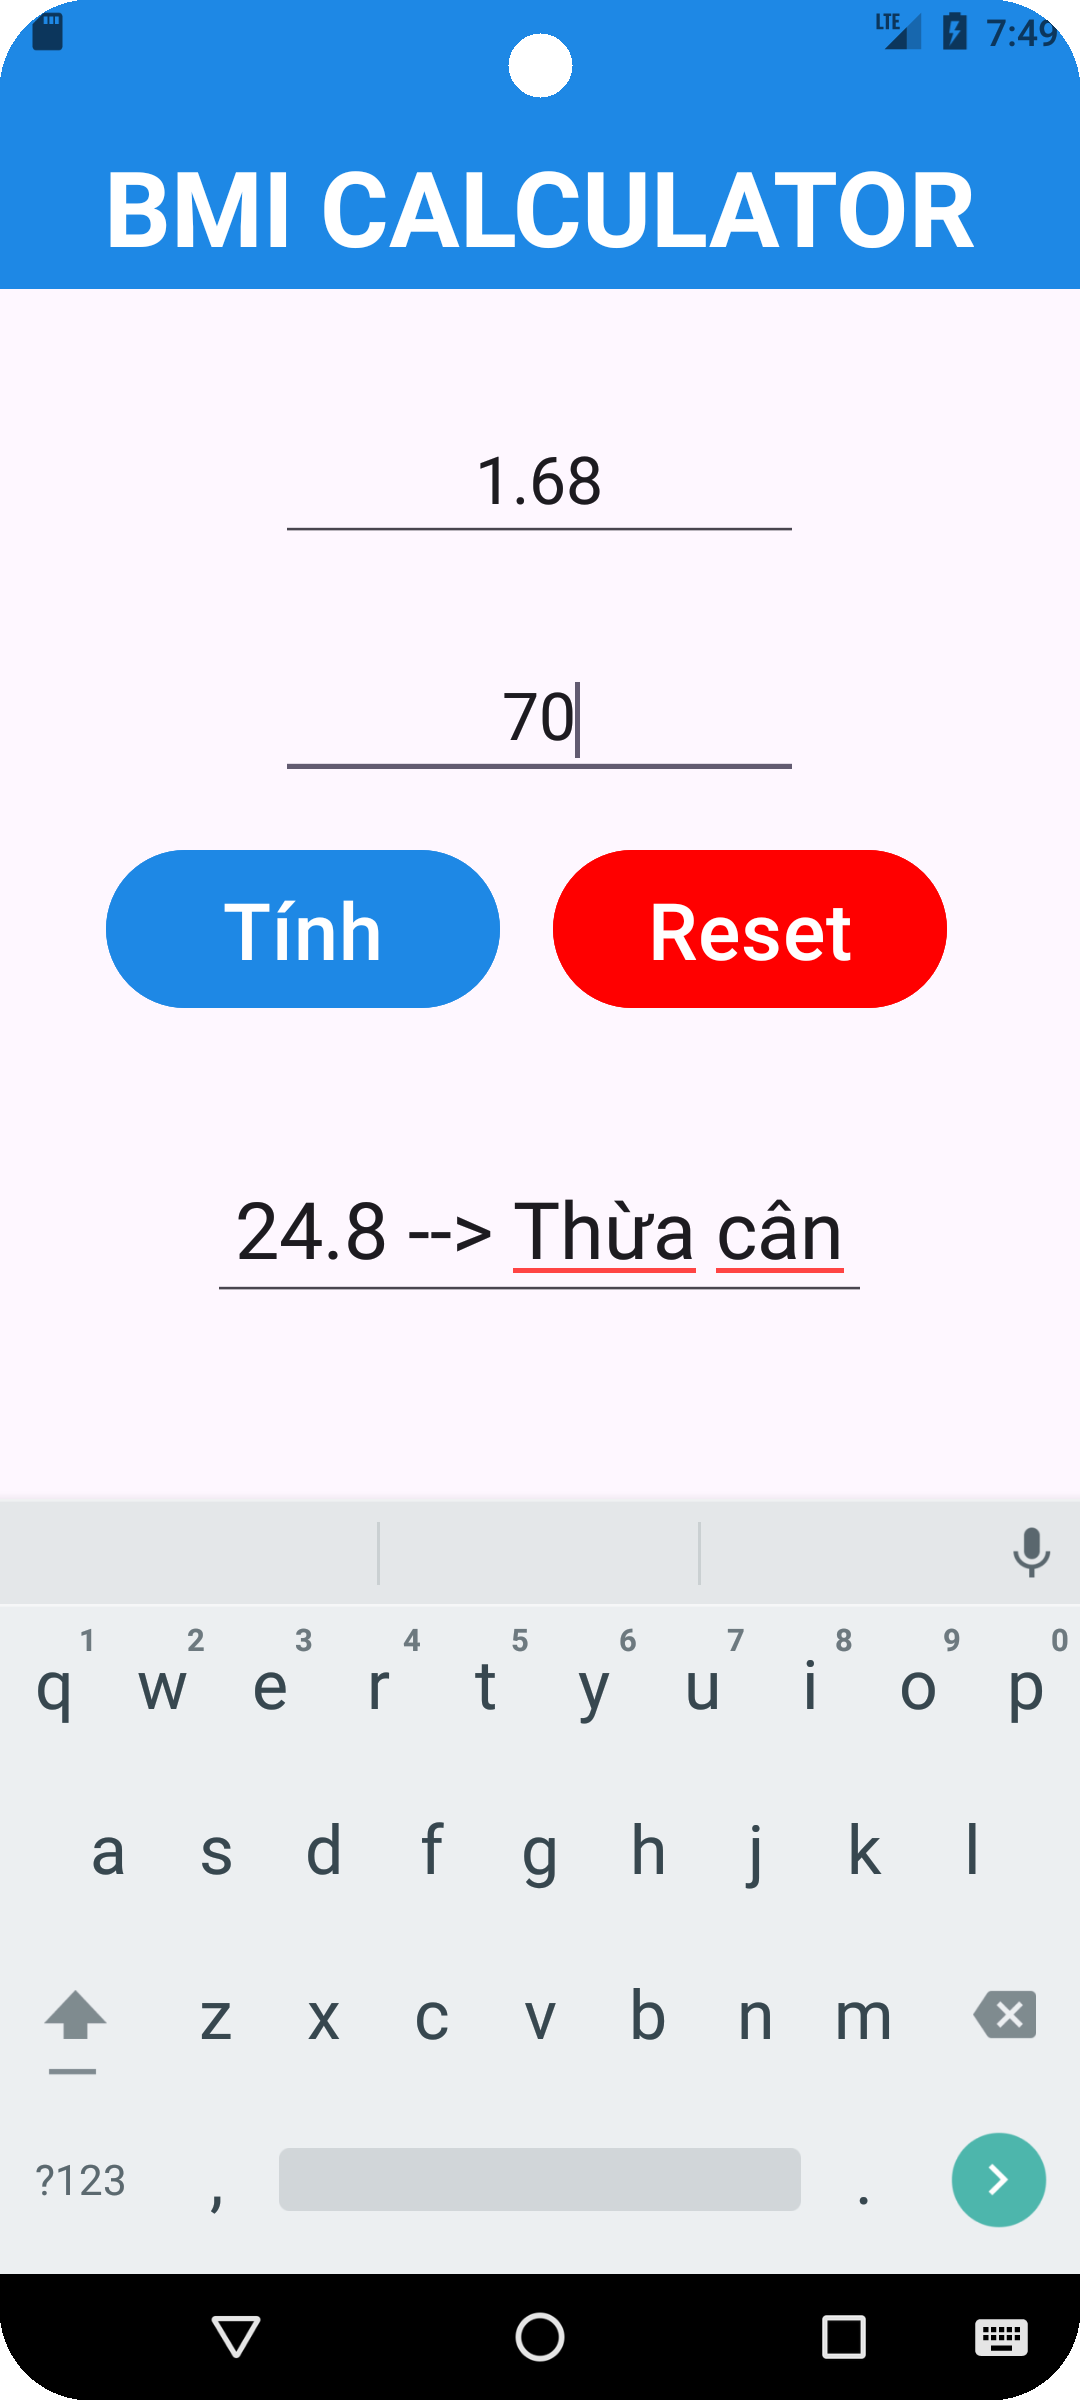 LTE 7:49
BMI CALCULATOR
1.68
70
Tính Reset
24.8 --> Thừa cân
1 2 3 4 5 6 7 8 9 0
q w e r t y u i o p
a s d f g h j k l
z x c v b n m
?123 , .